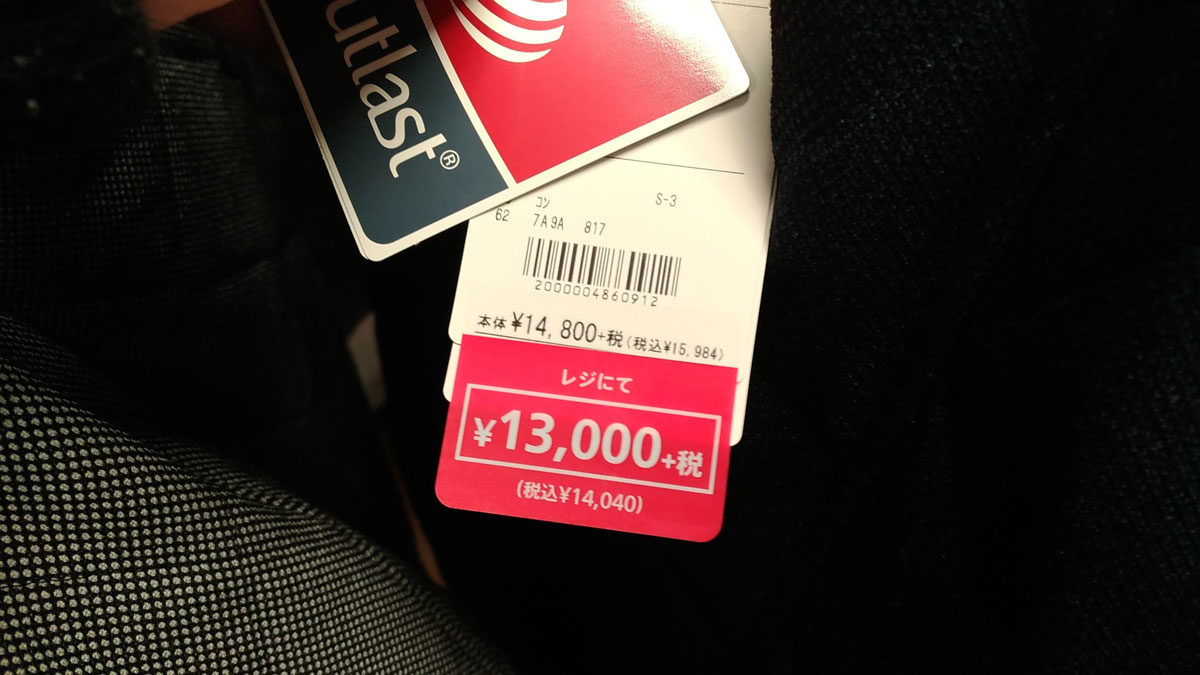 utlast®
コン S-3
62 7A9A 817
2000004860912
本体¥14,800+税(税込¥15,984)
レジにて
¥13,000+税
(税込¥14,040)